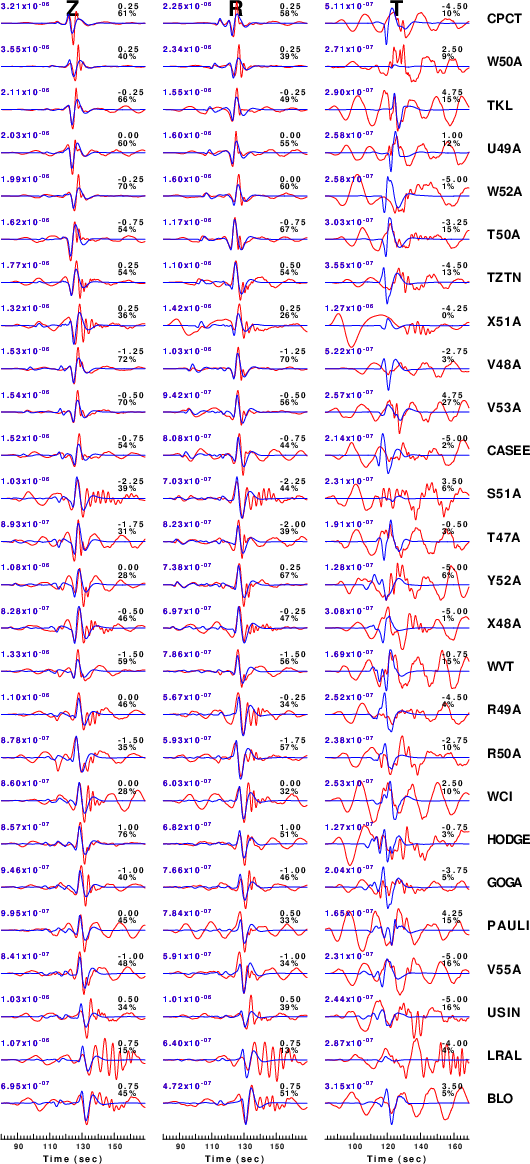 Z R T
3.21x10-06 0.25 61% 2.25x10-06 0.25 58% 5.11x10-07 -4.50 10% CPCT
3.55x10-06 0.25 40% 2.34x10-06 0.25 39% 2.71x10-07 2.50 9% W50A
2.11x10-06 -0.25 66% 1.55x10-06 -0.25 49% 2.90x10-07 4.75 15% TKL
2.03x10-06 0.00 60% 1.60x10-06 0.00 55% 2.58x10-07 1.00 12% U49A
1.99x10-06 -0.25 70% 1.60x10-06 0.00 60% 2.58x10-07 -5.00 1% W52A
1.62x10-06 -0.75 54% 1.17x10-06 -0.75 67% 3.03x10-07 -3.25 15% T50A
1.77x10-06 0.25 54% 1.10x10-06 0.50 54% 3.55x10-07 -4.50 13% TZTN
1.32x10-06 0.25 36% 1.42x10-06 0.25 26% 1.27x10-06 -4.25 0% X51A
1.53x10-06 -1.25 72% 1.03x10-06 -1.25 70% 5.22x10-07 -2.75 3% V48A
1.54x10-06 -0.50 70% 9.42x10-07 -0.50 56% 2.57x10-07 4.75 27% V53A
1.52x10-06 -0.75 54% 8.08x10-07 -0.75 44% 2.14x10-07 -5.00 2% CASEE
1.03x10-06 -2.25 39% 7.03x10-07 -2.25 44% 2.31x10-07 3.50 6% S51A
8.93x10-07 -1.75 31% 8.23x10-07 -2.00 39% 1.91x10-07 -0.50 3% T47A
1.08x10-06 0.00 28% 7.38x10-07 0.25 67% 1.28x10-06 -5.00 6% Y52A
8.28x10-07 -0.50 46% 6.97x10-07 -0.25 47% 3.08x10-07 -5.00 1% X48A
1.33x10-06 -1.50 59% 7.86x10-07 -1.50 56% 1.69x10-07 -0.75 15% WVT
1.10x10-06 0.00 46% 5.67x10-07 -0.25 34% 2.52x10-07 -4.50 4% R49A
8.78x10-07 -1.50 35% 5.93x10-07 -1.75 57% 2.38x10-07 -2.75 10% R50A
8.60x10-07 0.00 28% 6.03x10-07 0.00 32% 2.53x10-07 2.50 10% WCI
8.57x10-07 1.00 76% 6.82x10-07 1.00 51% 1.27x10-07 -0.75 3% HODGE
9.46x10-07 -1.00 40% 7.66x10-07 -1.00 46% 2.04x10-07 -3.75 5% GOGA
9.95x10-07 0.00 45% 7.84x10-07 0.50 33% 1.65x10-07 4.25 15% PAULI
8.41x10-07 -1.00 48% 5.91x10-07 -1.00 34% 2.31x10-07 -5.00 16% V55A
1.03x10-06 0.50 34% 1.01x10-06 0.50 39% 2.44x10-07 -5.00 16% USIN
1.07x10-06 0.75 15% 6.40x10-07 0.75 13% 2.87x10-07 -4.00 4% LRAL
6.95x10-07 0.75 45% 4.72x10-07 0.75 51% 3.15x10-07 3.50 5% BLO
90 110 130 150 90 110 130 150 100 120 140 160
Time (sec) Time (sec) Time (sec)